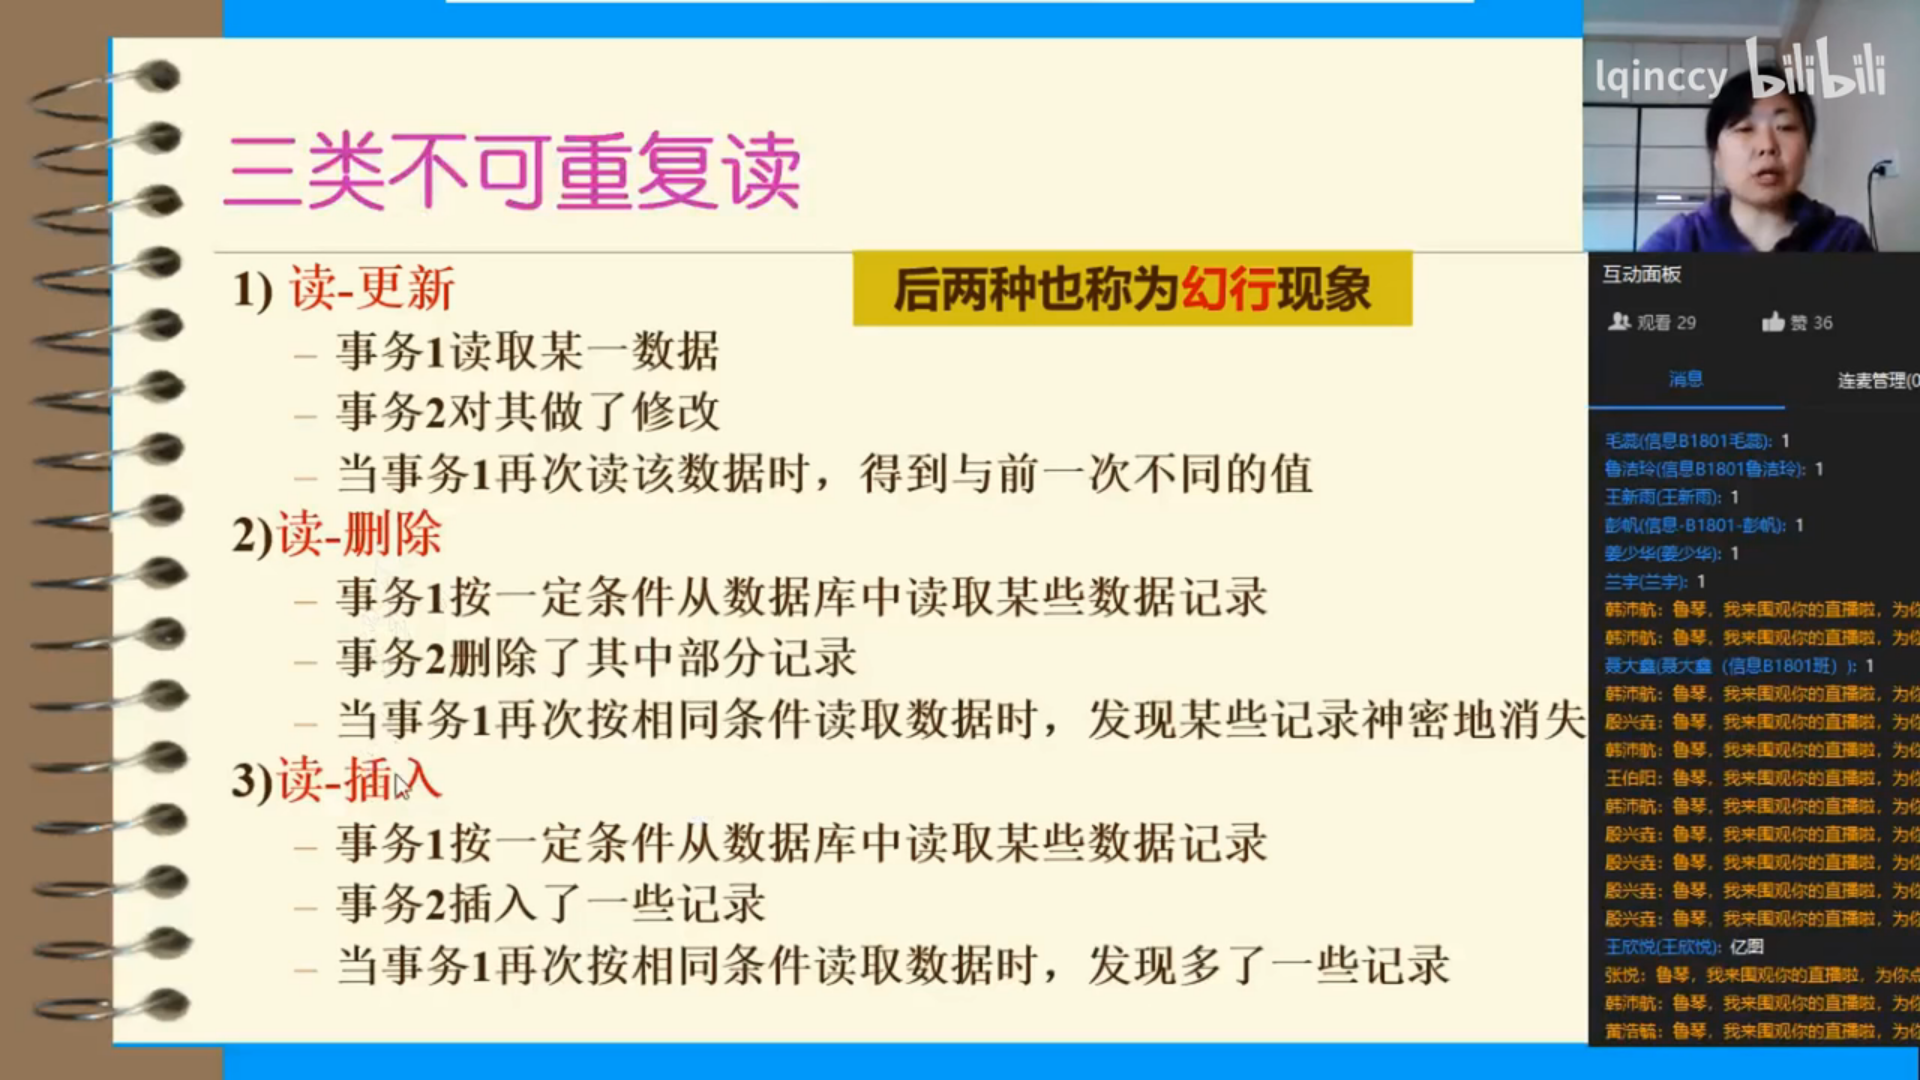 三类不可重复读
后两种也称为幻行现象
1) 读-更新
– 事务1读取某一数据
– 事务2对其做了修改
– 当事务1再次读该数据时，得到与前一次不同的值
2)读-删除
– 事务1按一定条件从数据库中读取某些数据记录
– 事务2删除了其中部分记录
– 当事务1再次按相同条件读取数据时，发现某些记录神密地消失
3)读-插入
– 事务1按一定条件从数据库中读取某些数据记录
– 事务2插入了一些记录
– 当事务1再次按相同条件读取数据时，发现多了一些记录
lqinccy bilibili
互动面板
观看 29 赞 36
消息 连麦管理(0
毛蕊(信息B1801毛蕊): 1
鲁洁玲(信息B1801鲁洁玲): 1
王新雨(王新雨): 1
彭帆(信息-B1801-彭帆): 1
姜少华(姜少华): 1
兰宇(兰宇): 1
韩沛航: 鲁琴，我来围观你的直播啦，为你
韩沛航: 鲁琴，我来围观你的直播啦，为你
聂大鑫(聂大鑫（信息B1801班）): 1
韩沛航: 鲁琴，我来围观你的直播啦，为你
殷兴垚: 鲁琴，我来围观你的直播啦，为你
韩沛航: 鲁琴，我来围观你的直播啦，为你
王伯阳: 鲁琴，我来围观你的直播啦，为你
韩沛航: 鲁琴，我来围观你的直播啦，为你
殷兴垚: 鲁琴，我来围观你的直播啦，为你
殷兴垚: 鲁琴，我来围观你的直播啦，为你
殷兴垚: 鲁琴，我来围观你的直播啦，为你
殷兴垚: 鲁琴，我来围观你的直播啦，为你
王欣悦(王欣悦): 亿图
张悦: 鲁琴，我来围观你的直播啦，为你点
韩沛航: 鲁琴，我来围观你的直播啦，为你
黄浩毓: 鲁琴，我来围观你的直播啦，为你